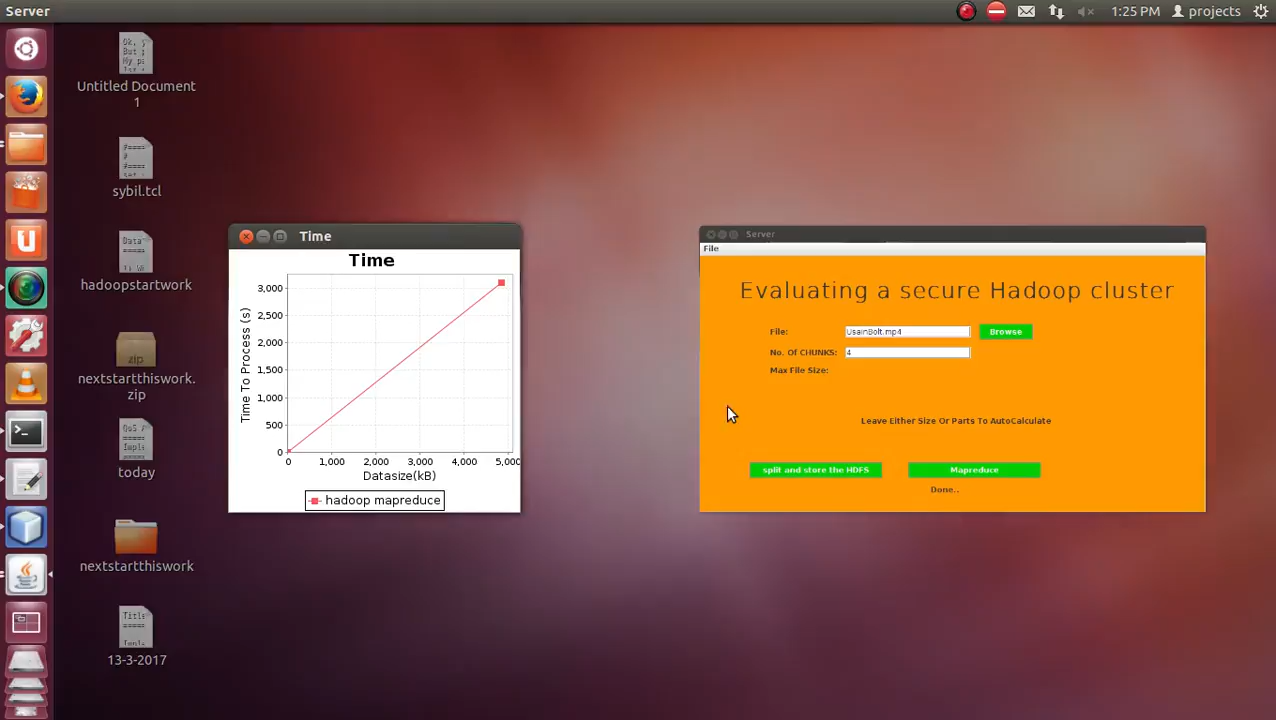 Server
1:25 PM
projects
Untitled Document
1
sybil.tcl
hadoopstartwork
zip
nextstartthiswork.
zip
today
nextstartthiswork
13-3-2017
Time
Time
Time To Process (s)
3,000
2,500
2,000
1,500
1,000
500
0
0 1,000 2,000 3,000 4,000 5,000
Datasize(kB)
hadoop mapreduce
Server
File
Evaluating a secure Hadoop cluster
File: UsainBolt.mp4 Browse
No. Of CHUNKS: 4
Max File Size:
Leave Either Size Or Parts To AutoCalculate
split and store the HDFS Mapreduce
Done..